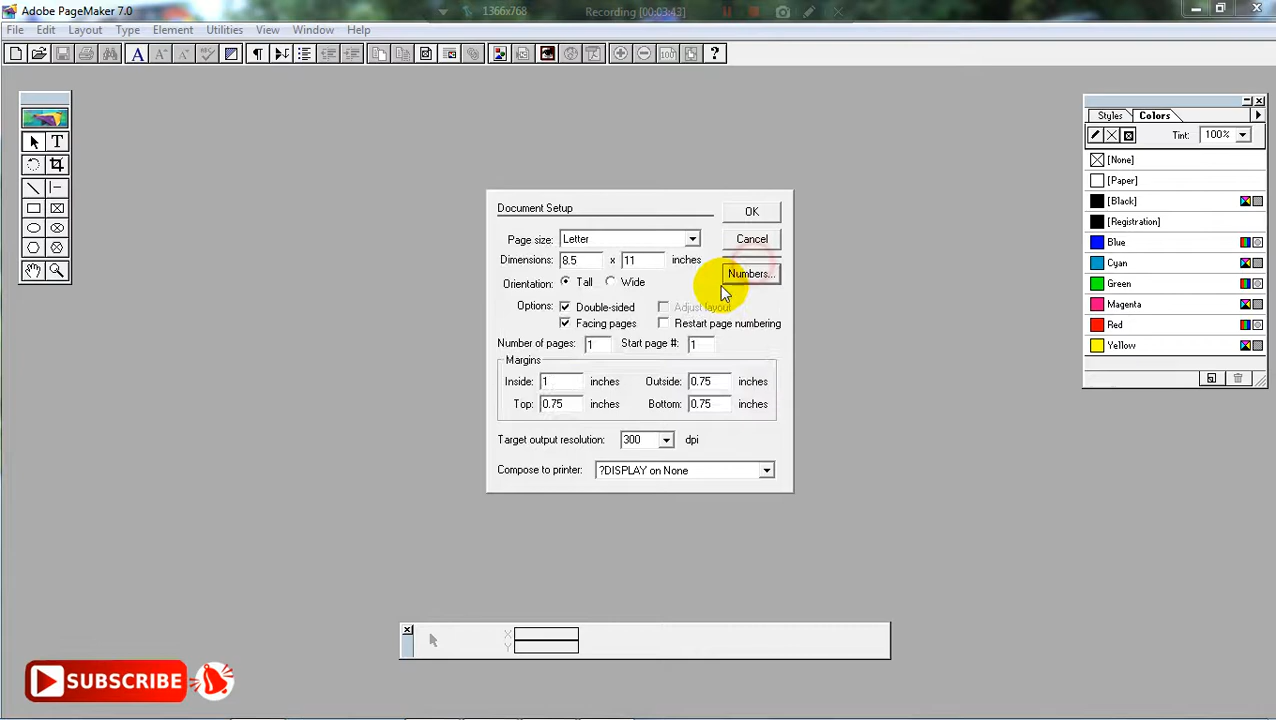 Adobe PageMaker 7.0
1366x768
Recording [00:03:43]
File Edit Layout Type Element Utilities View Window Help
Document Setup
OK
Page size: Letter
Cancel
Dimensions: 8.5 x 11 inches
Numbers...
Orientation: Tall Wide
Options: Double-sided Adjust layout
Facing pages Restart page numbering
Number of pages: 1 Start page #: 1
Margins
Inside: 1 inches Outside: 0.75 inches
Top: 0.75 inches Bottom: 0.75 inches
Target output resolution: 300 dpi
Compose to printer: ?DISPLAY on None
Styles Colors
Tint: 100%
[None]
[Paper]
[Black]
[Registration]
Blue
Cyan
Green
Magenta
Red
Yellow
T
X
Y
SUBSCRIBE